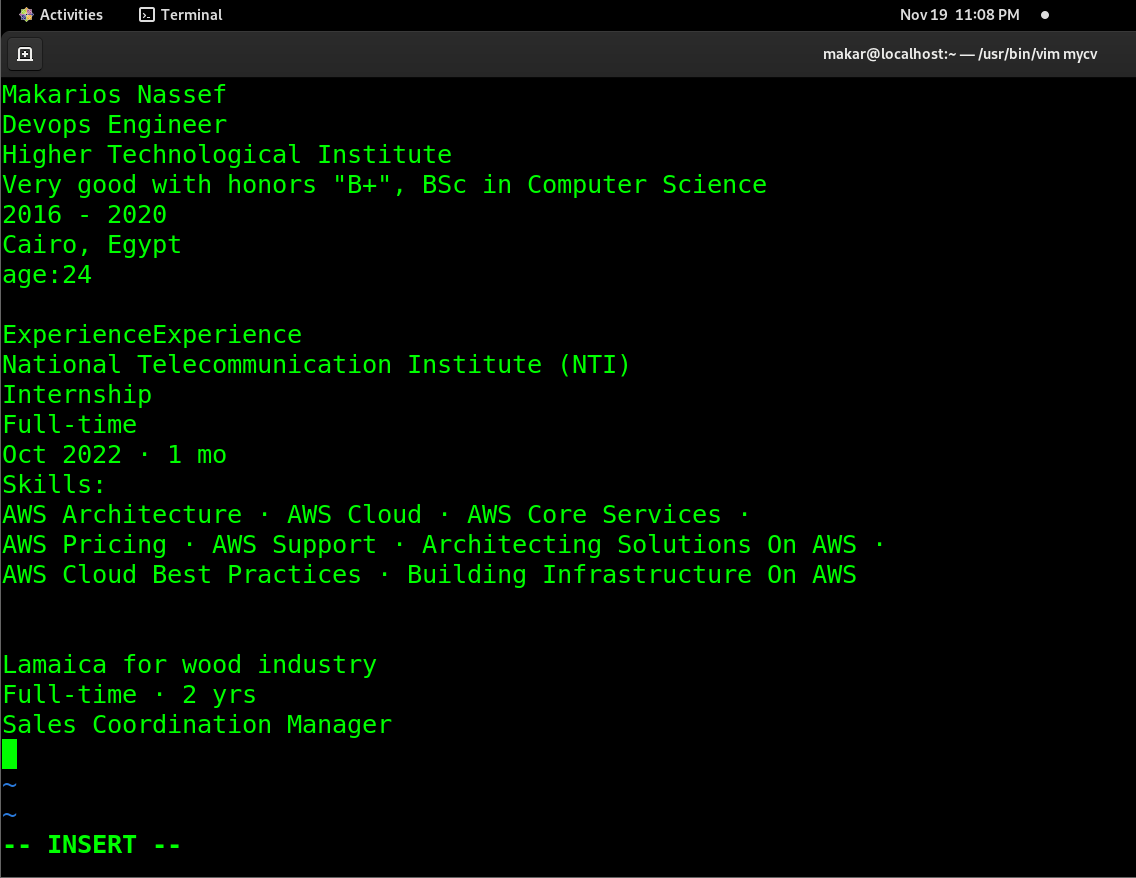 Activities Terminal Nov 19 11:08 PM
makar@localhost:~ — /usr/bin/vim mycv
Makarios Nassef
Devops Engineer
Higher Technological Institute
Very good with honors "B+", BSc in Computer Science
2016 - 2020
Cairo, Egypt
age:24
ExperienceExperience
National Telecommunication Institute (NTI)
Internship
Full-time
Oct 2022 · 1 mo
Skills:
AWS Architecture · AWS Cloud · AWS Core Services ·
AWS Pricing · AWS Support · Architecting Solutions On AWS ·
AWS Cloud Best Practices · Building Infrastructure On AWS
Lamaica for wood industry
Full-time · 2 yrs
Sales Coordination Manager
~
~
-- INSERT --